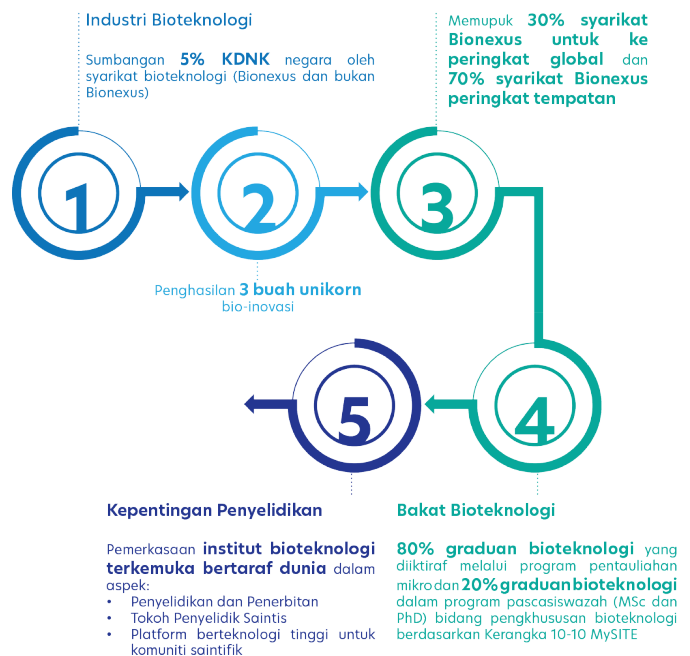 Industri Bioteknologi
Sumbangan 5% KDNK negara oleh
syarikat bioteknologi (Bionexus dan bukan
Bionexus)
Memupuk 30% syarikat
Bionexus untuk ke
peringkat global dan
70% syarikat Bionexus
peringkat tempatan
1
2
3
Penghasilan 3 buah unikorn
bio-inovasi
5
4
Kepentingan Penyelidikan
Pemerkasaan institut bioteknologi
terkemuka bertaraf dunia dalam
aspek:
• Penyelidikan dan Penerbitan
• Tokoh Penyelidik Saintis
• Platform berteknologi tinggi untuk
komuniti saintifik
Bakat Bioteknologi
80% graduan bioteknologi yang
diiktiraf melalui program pentauliahan
mikro dan 20% graduan bioteknologi
dalam program pascasiswazah (MSc dan
PhD) bidang pengkhususan bioteknologi
berdasarkan Kerangka 10-10 MySITE